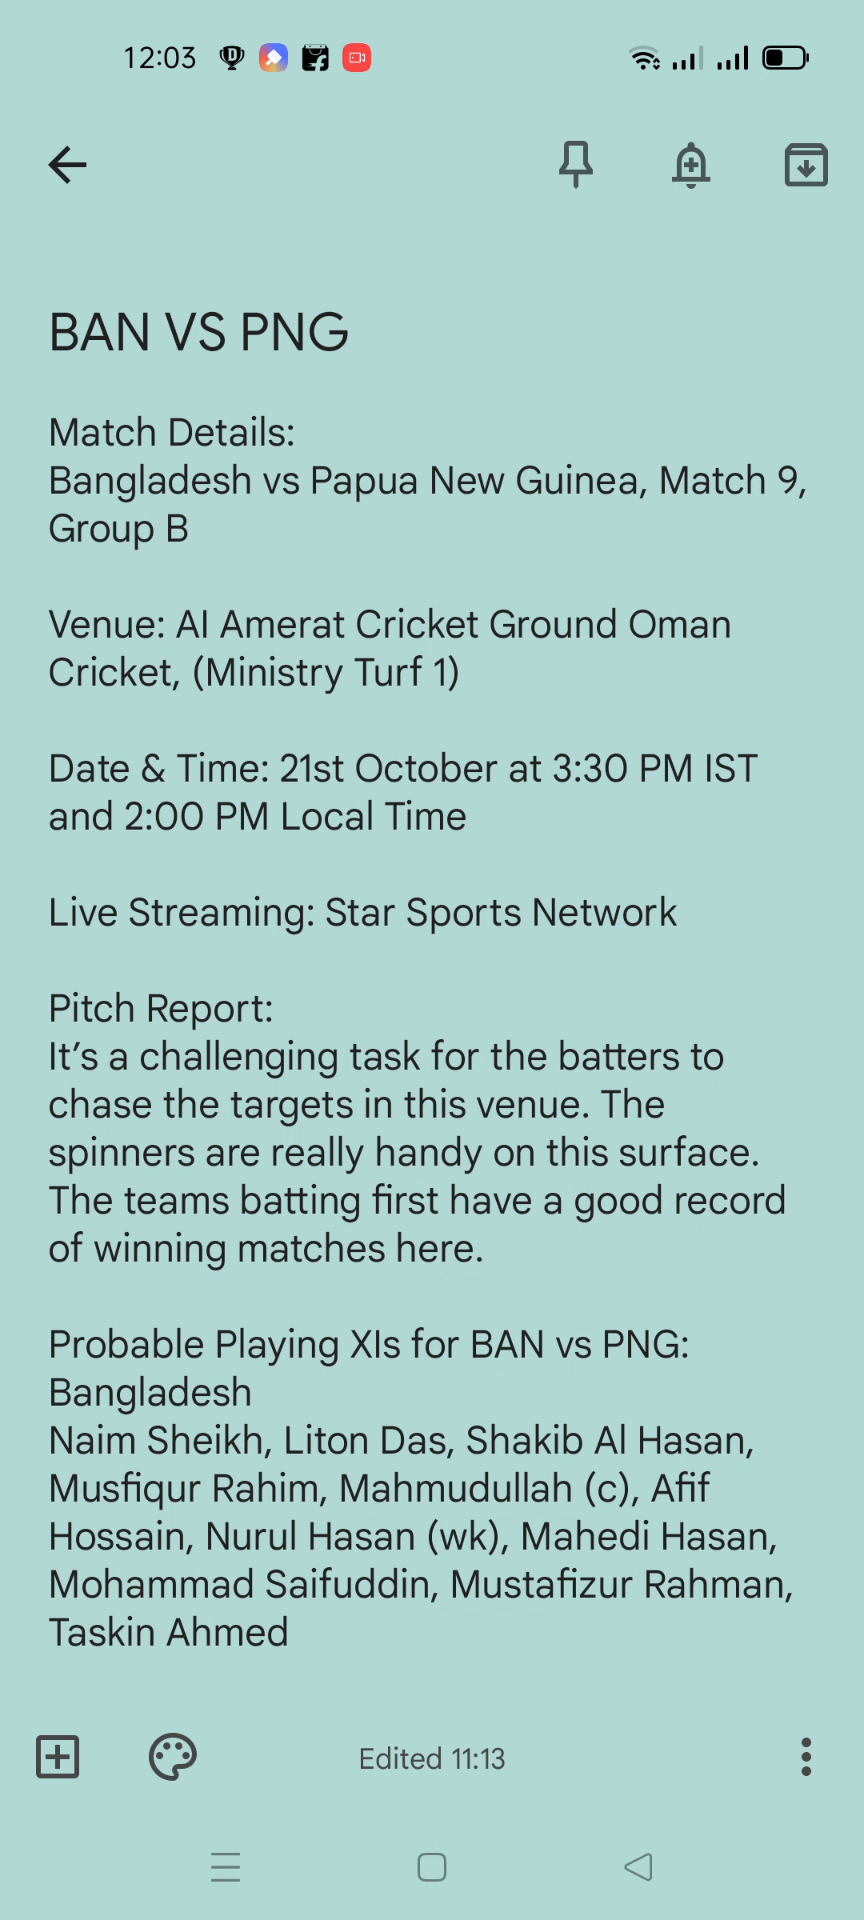 12:03
BAN VS PNG
Match Details:
Bangladesh vs Papua New Guinea, Match 9,
Group B
Venue: Al Amerat Cricket Ground Oman
Cricket, (Ministry Turf 1)
Date & Time: 21st October at 3:30 PM IST
and 2:00 PM Local Time
Live Streaming: Star Sports Network
Pitch Report:
It’s a challenging task for the batters to
chase the targets in this venue. The
spinners are really handy on this surface.
The teams batting first have a good record
of winning matches here.
Probable Playing XIs for BAN vs PNG:
Bangladesh
Naim Sheikh, Liton Das, Shakib Al Hasan,
Musfiqur Rahim, Mahmudullah (c), Afif
Hossain, Nurul Hasan (wk), Mahedi Hasan,
Mohammad Saifuddin, Mustafizur Rahman,
Taskin Ahmed
Edited 11:13